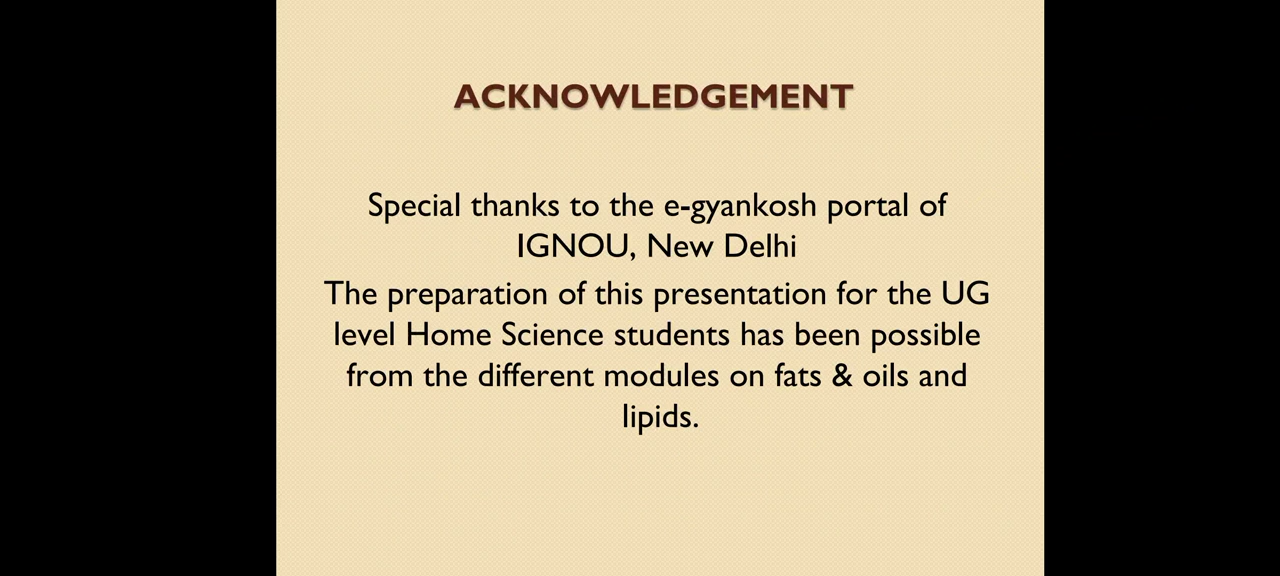 ACKNOWLEDGEMENT
Special thanks to the e-gyankosh portal of
IGNOU, New Delhi
The preparation of this presentation for the UG
level Home Science students has been possible
from the different modules on fats & oils and
lipids.